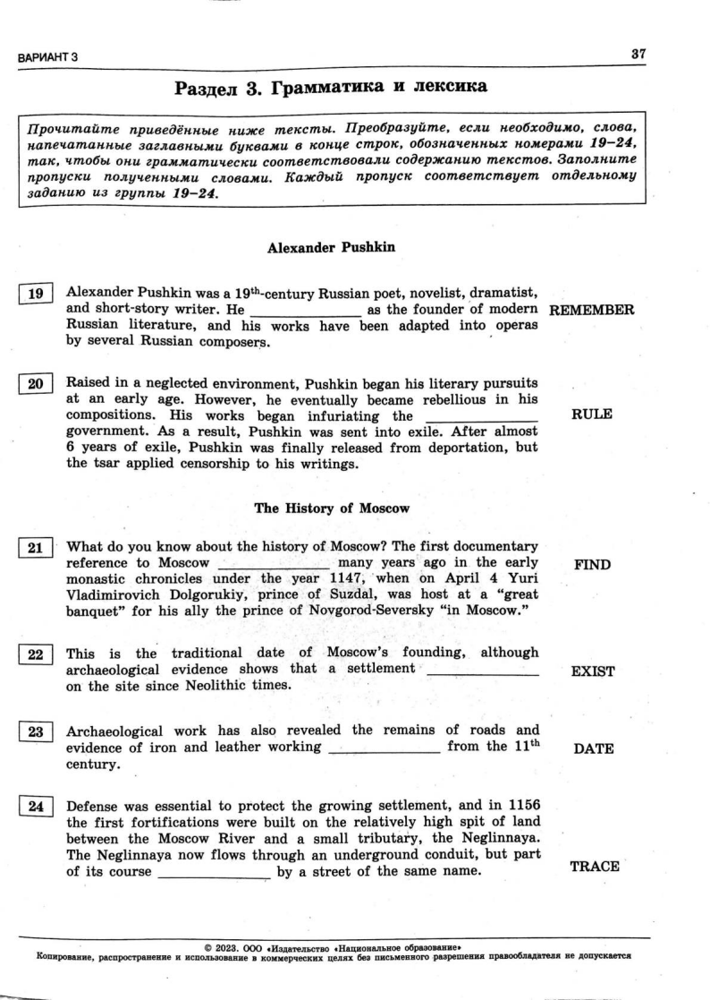 ВАРИАНТ 3
37
Раздел 3. Грамматика и лексика
Прочитайте приведённые ниже тексты. Преобразуйте, если необходимо, слова,
напечатанные заглавными буквами в конце строк, обозначенных номерами 19–24,
так, чтобы они грамматически соответствовали содержанию текстов. Заполните
пропуски полученными словами. Каждый пропуск соответствует отдельному
заданию из группы 19–24.
Alexander Pushkin
19 Alexander Pushkin was a 19th-century Russian poet, novelist, dramatist,
and short-story writer. He ______________ as the founder of modern REMEMBER
Russian literature, and his works have been adapted into operas
by several Russian composers.
20 Raised in a neglected environment, Pushkin began his literary pursuits
at an early age. However, he eventually became rebellious in his
compositions. His works began infuriating the ______________ RULE
government. As a result, Pushkin was sent into exile. After almost
6 years of exile, Pushkin was finally released from deportation, but
the tsar applied censorship to his writings.
The History of Moscow
21 What do you know about the history of Moscow? The first documentary
reference to Moscow ______________ many years ago in the early FIND
monastic chronicles under the year 1147, when on April 4 Yuri
Vladimirovich Dolgorukiy, prince of Suzdal, was host at a “great
banquet” for his ally the prince of Novgorod-Seversky “in Moscow.”
22 This is the traditional date of Moscow’s founding, although
archaeological evidence shows that a settlement ______________ EXIST
on the site since Neolithic times.
23 Archaeological work has also revealed the remains of roads and
evidence of iron and leather working ______________ from the 11th DATE
century.
24 Defense was essential to protect the growing settlement, and in 1156
the first fortifications were built on the relatively high spit of land
between the Moscow River and a small tributary, the Neglinnaya.
The Neglinnaya now flows through an underground conduit, but part
of its course ______________ by a street of the same name. TRACE
© 2023. ООО «Издательство «Национальное образование»
Копирование, распространение и использование в коммерческих целях без письменного разрешения правообладателя не допускается